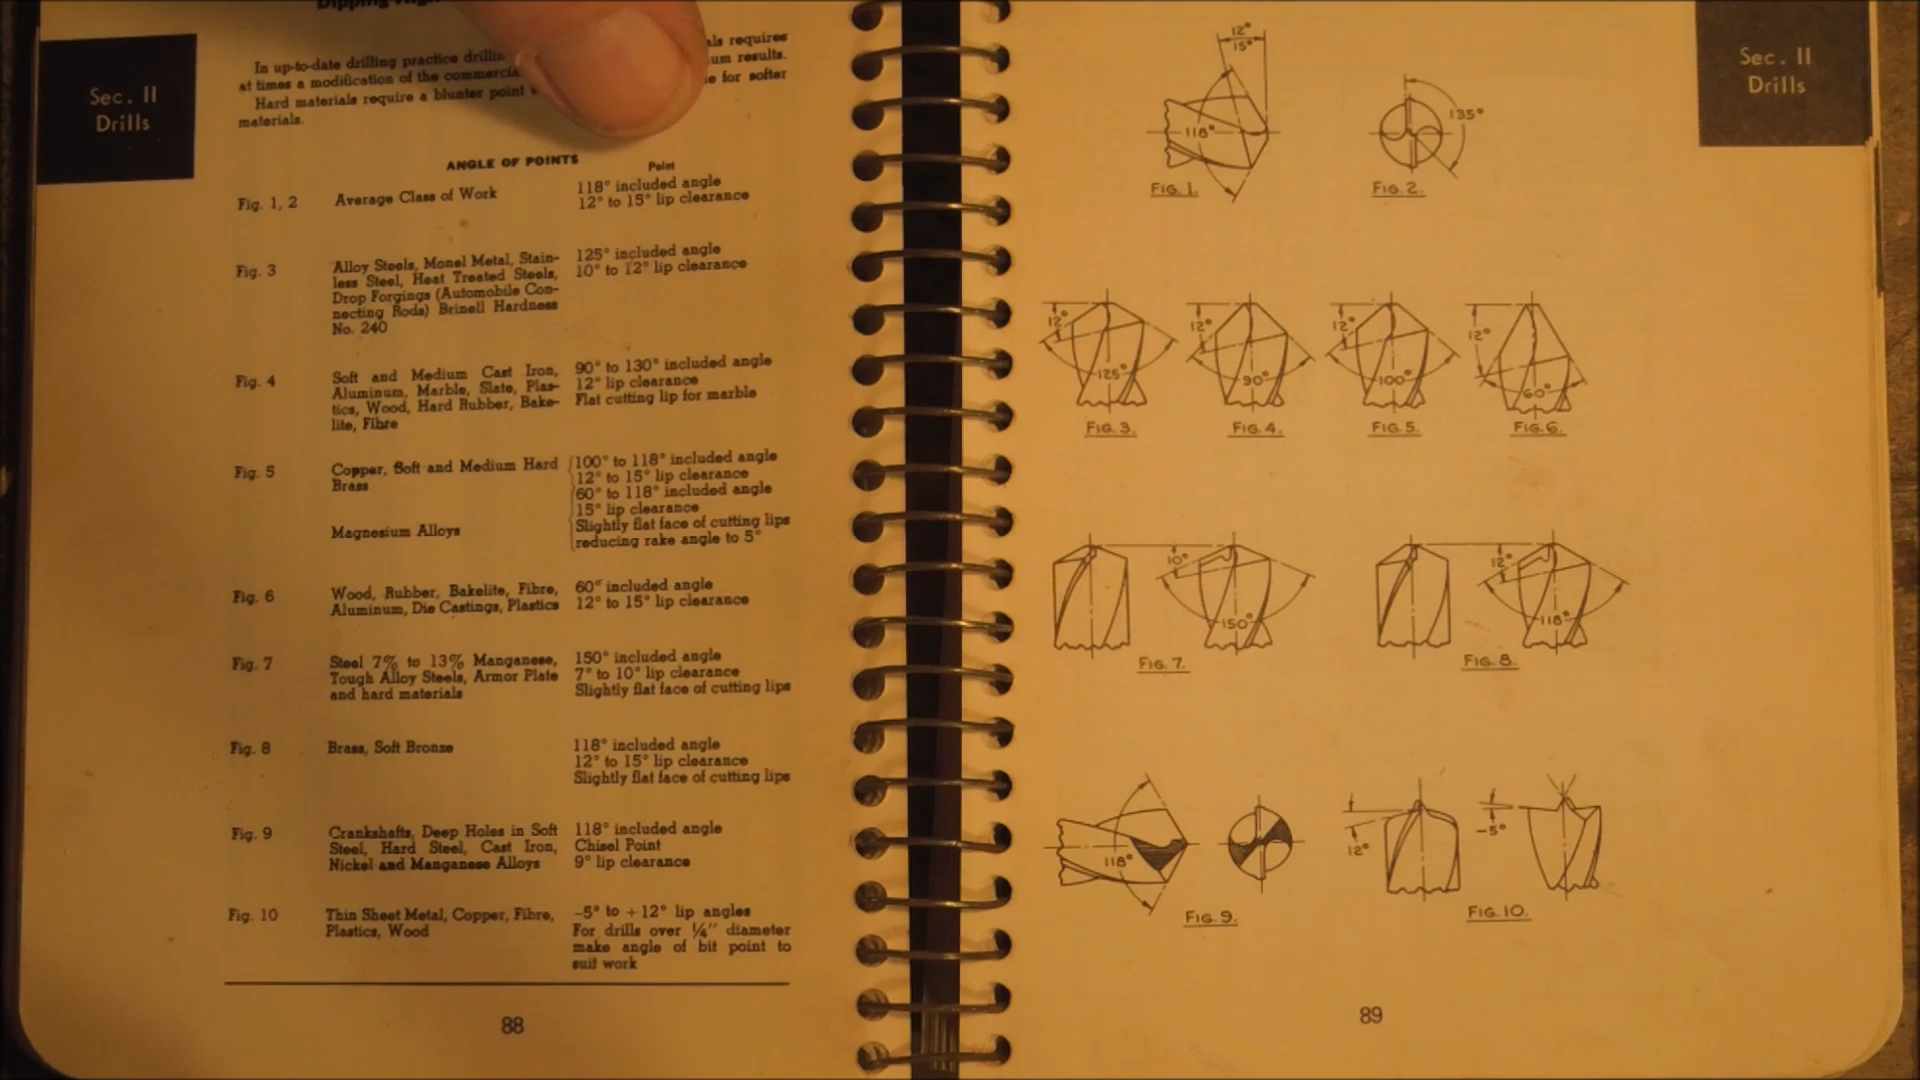 Sec. II
Drills
In up-to-date drilling practice
at times a modification of the
Hard materials require a blunter point
materials.
requires
results.
for softer
ANGLE OF POINTS
Point
Fig. 1, 2
Average Class of Work
118° included angle
12° to 15° lip clearance
Fig. 3
Alloy Steels, Monel Metal, Stain-
less Steel, Heat Treated Steels,
Drop Forgings (Automobile Con-
necting Rods) Brinell Hardness
No. 240
125° included angle
10° to 12° lip clearance
Fig. 4
Soft and Medium Cast Iron,
Aluminum, Marble, Slate, Plas-
tics, Wood, Hard Rubber, Bake-
lite, Fibre
90° to 130° included angle
12° lip clearance
Flat cutting lip for marble
Fig. 5
Copper, Soft and Medium Hard
Brass
100° to 118° included angle
12° to 15° lip clearance
Magnesium Alloys
60° to 118° included angle
15° lip clearance
Slightly flat face of cutting lips
reducing rake angle to 5°
Fig. 6
Wood, Rubber, Bakelite, Fibre,
Aluminum, Die Castings, Plastics
60° included angle
12° to 15° lip clearance
Fig. 7
Steel 7% to 13% Manganese,
Tough Alloy Steels, Armor Plate
and hard materials
150° included angle
7° to 10° lip clearance
Slightly flat face of cutting lips
Fig. 8
Brass, Soft Bronze
118° included angle
12° to 15° lip clearance
Slightly flat face of cutting lips
Fig. 9
Crankshafts, Deep Holes in Soft
Steel, Hard Steel, Cast Iron,
Nickel and Manganese Alloys
118° included angle
Chisel Point
9° lip clearance
Fig. 10
Thin Sheet Metal, Copper, Fibre,
Plastics, Wood
-5° to +12° lip angles
For drills over 1/4" diameter
make angle of bit point to
suit work
88
Sec. II
Drills
12°
15°
118°
135°
FIG. 1.
FIG. 2.
12°
125°
12°
90°
12°
100°
12°
60°
FIG. 3.
FIG. 4.
FIG. 5.
FIG. 6.
10°
150°
12°
118°
FIG. 7.
FIG. 8.
118°
12°
-5°
FIG. 9.
FIG. 10.
89